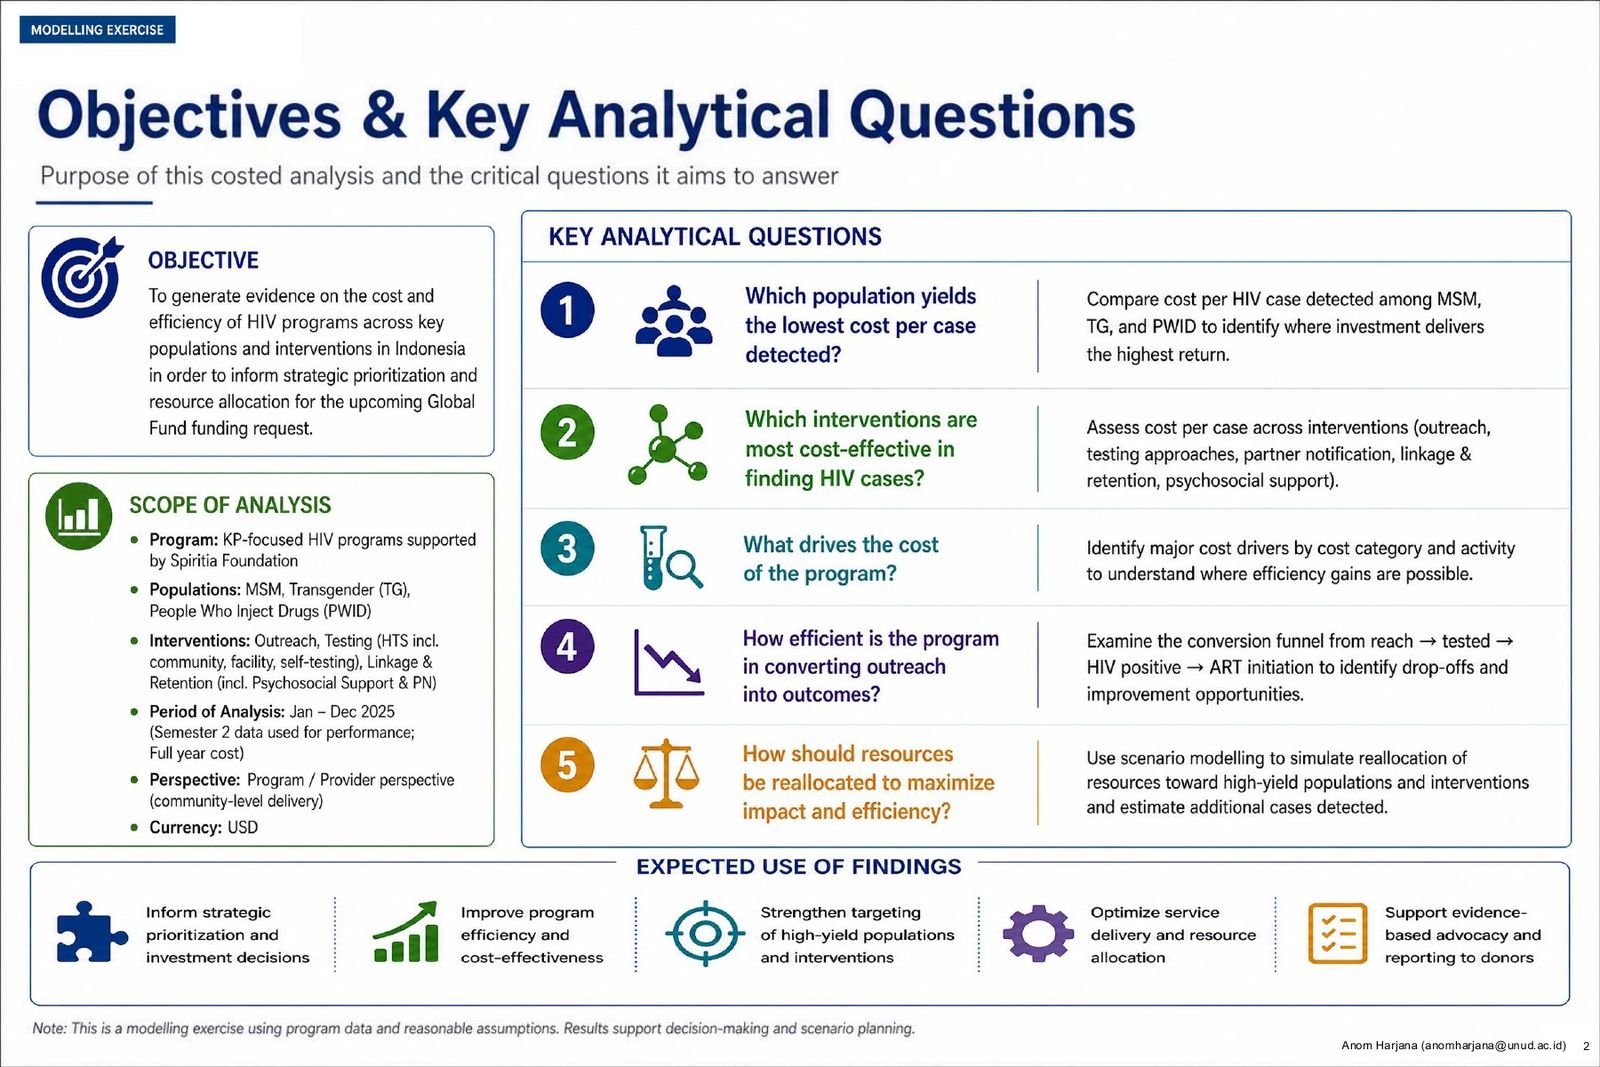 MODELLING EXERCISE
Objectives & Key Analytical Questions
Purpose of this costed analysis and the critical questions it aims to answer
OBJECTIVE
To generate evidence on the cost and
efficiency of HIV programs across key
populations and interventions in Indonesia
in order to inform strategic prioritization and
resource allocation for the upcoming Global
Fund funding request.
SCOPE OF ANALYSIS
• Program: KP-focused HIV programs supported
by Spiritia Foundation
• Populations: MSM, Transgender (TG),
People Who Inject Drugs (PWID)
• Interventions: Outreach, Testing (HTS incl.
community, facility, self-testing), Linkage &
Retention (incl. Psychosocial Support & PN)
• Period of Analysis: Jan – Dec 2025
(Semester 2 data used for performance;
Full year cost)
• Perspective: Program / Provider perspective
(community-level delivery)
• Currency: USD
KEY ANALYTICAL QUESTIONS
1
Which population yields
the lowest cost per case
detected?
Compare cost per HIV case detected among MSM,
TG, and PWID to identify where investment delivers
the highest return.
2
Which interventions are
most cost-effective in
finding HIV cases?
Assess cost per case across interventions (outreach,
testing approaches, partner notification, linkage &
retention, psychosocial support).
3
What drives the cost
of the program?
Identify major cost drivers by cost category and activity
to understand where efficiency gains are possible.
4
How efficient is the program
in converting outreach
into outcomes?
Examine the conversion funnel from reach → tested →
HIV positive → ART initiation to identify drop-offs and
improvement opportunities.
5
How should resources
be reallocated to maximize
impact and efficiency?
Use scenario modelling to simulate reallocation of
resources toward high-yield populations and interventions
and estimate additional cases detected.
EXPECTED USE OF FINDINGS
Inform strategic
prioritization and
investment decisions
Improve program
efficiency and
cost-effectiveness
Strengthen targeting
of high-yield populations
and interventions
Optimize service
delivery and resource
allocation
Support evidence-
based advocacy and
reporting to donors
Note: This is a modelling exercise using program data and reasonable assumptions. Results support decision-making and scenario planning.
Anom Harjana (anomharjana@unud.ac.id) 2